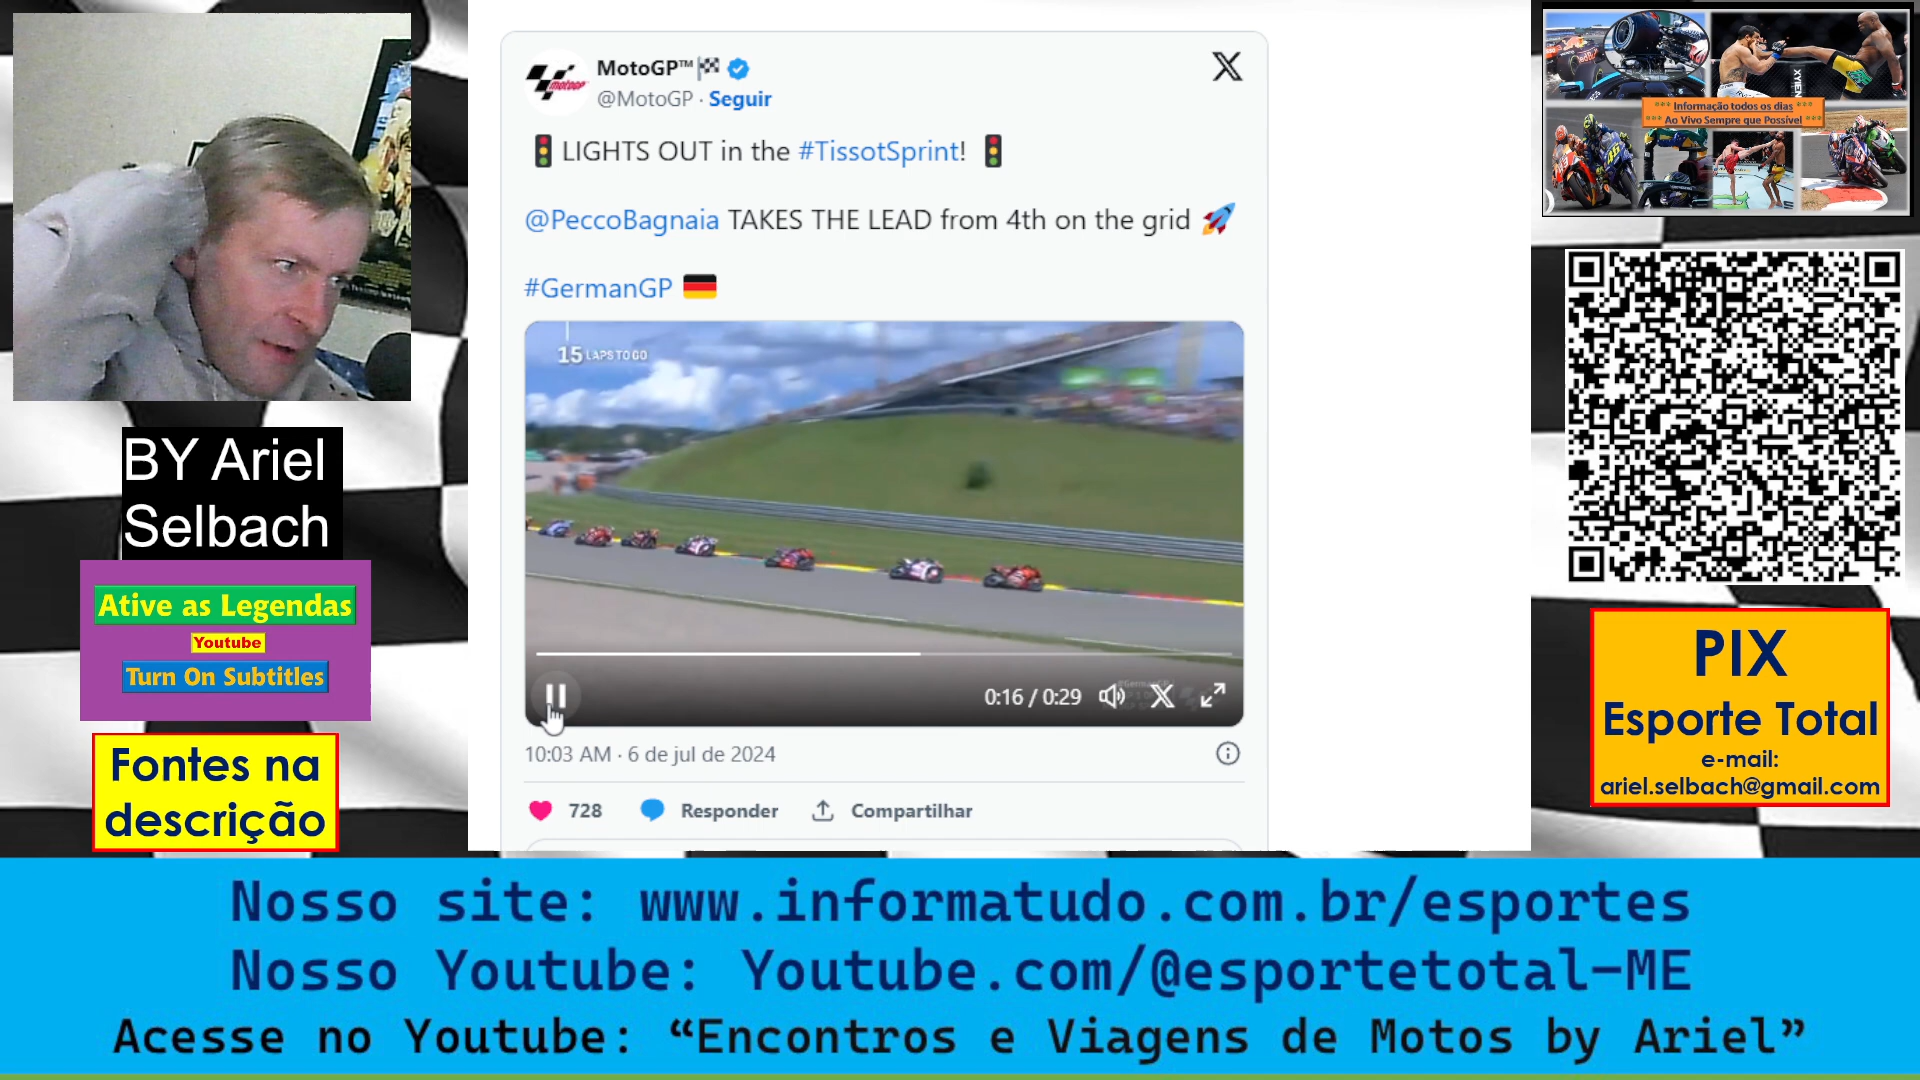 MotoGP™
@MotoGP · Seguir
LIGHTS OUT in the #TissotSprint!
@PeccoBagnaia TAKES THE LEAD from 4th on the grid
#GermanGP
15 LAPS TO GO
0:16 / 0:29
10:03 AM · 6 de jul de 2024
728 Responder Compartilhar
BY Ariel
Selbach
Ative as Legendas
Youtube
Turn On Subtitles
Fontes na
descrição
*** Informação todos os dias ***
*** Ao Vivo Sempre que Possível ***
PIX
Esporte Total
e-mail:
ariel.selbach@gmail.com
Nosso site: www.informatudo.com.br/esportes
Nosso Youtube: Youtube.com/@esportetotal-ME
Acesse no Youtube: “Encontros e Viagens de Motos by Ariel”